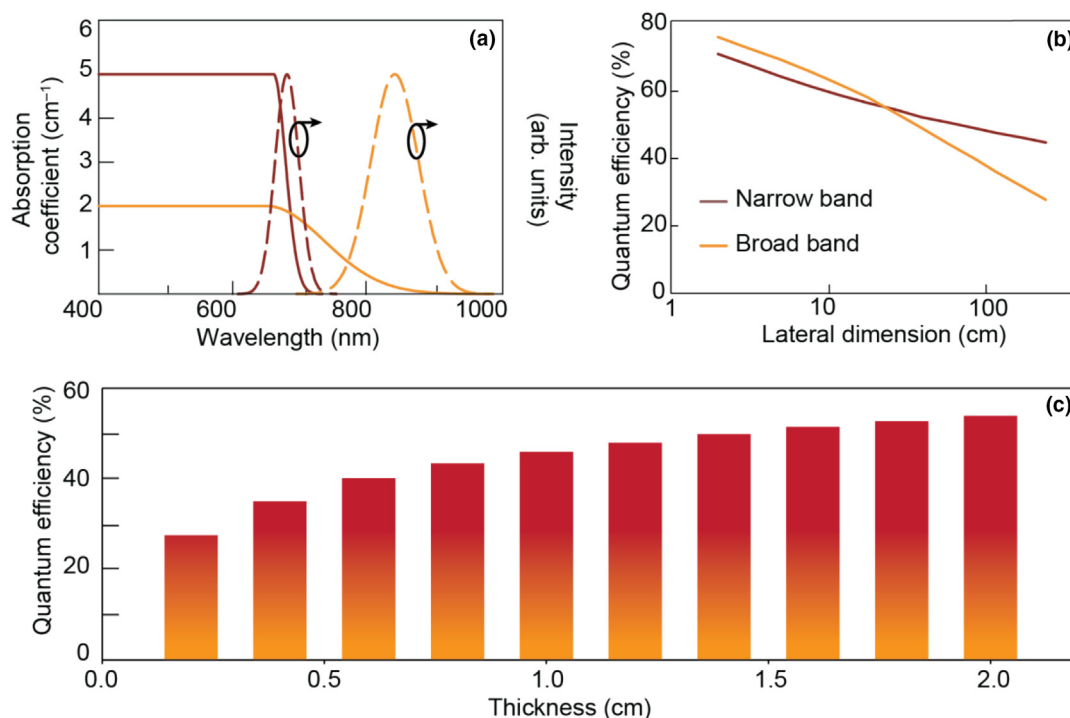 (a)
Absorption
coefficient (cm⁻¹)
6
5
4
3
2
1
400
600
800
1000
Wavelength (nm)
Intensity
(arb. units)
(b)
Quantum efficiency (%)
80
60
40
20
0
Narrow band
Broad band
1
10
100
Lateral dimension (cm)
(c)
Quantum efficiency (%)
60
40
20
0
0.0
0.5
1.0
1.5
2.0
Thickness (cm)